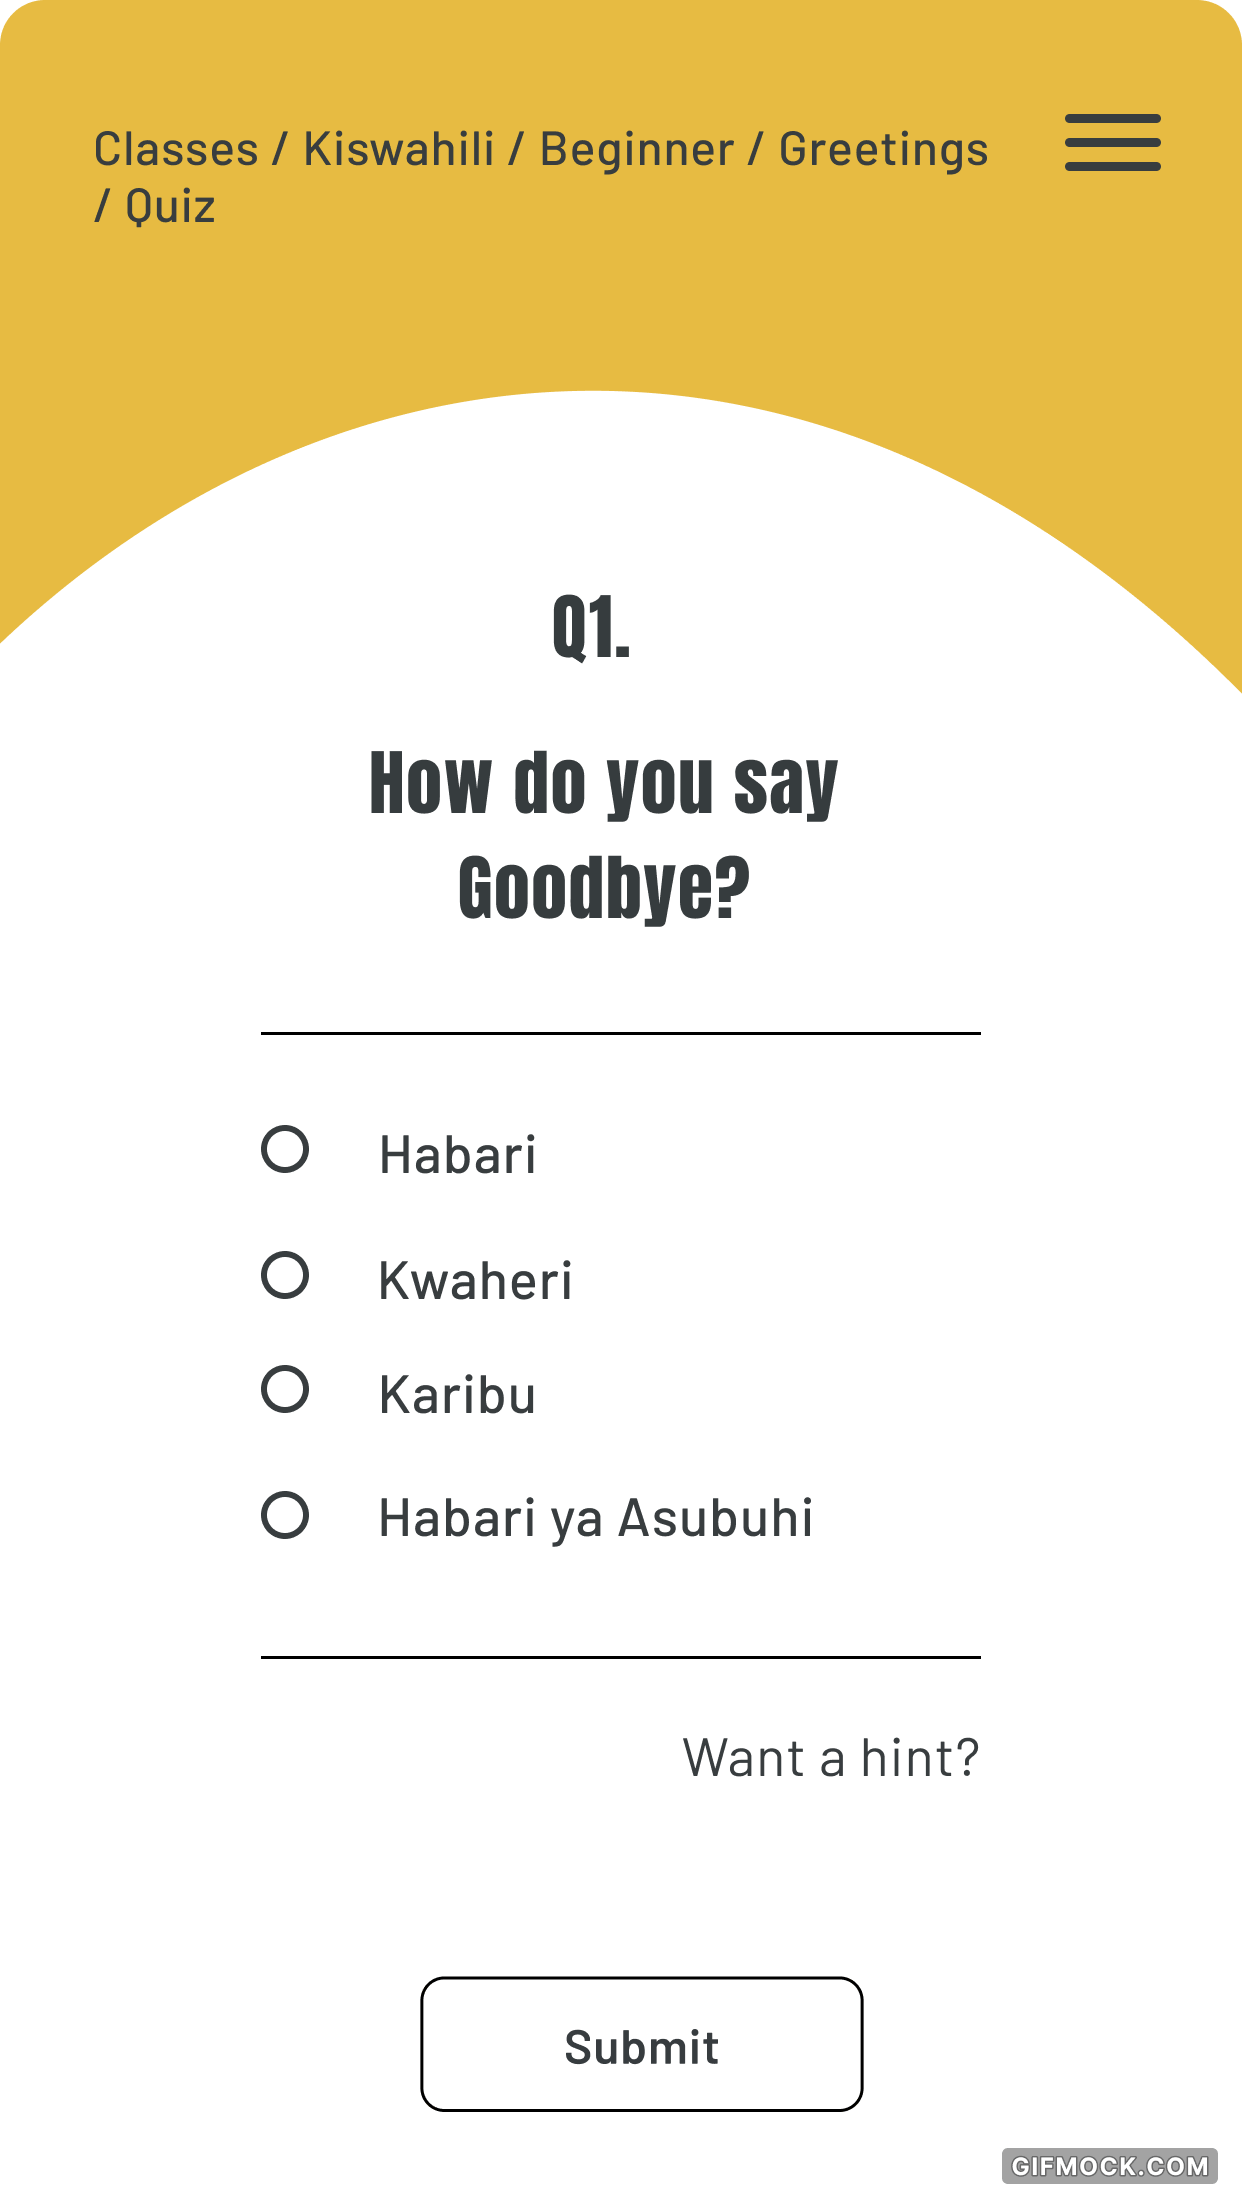 Classes / Kiswahili / Beginner / Greetings
/ Quiz
Q1.
How do you say
Goodbye?
Habari
Kwaheri
Karibu
Habari ya Asubuhi
Want a hint?
Submit
GIFMOCK.COM